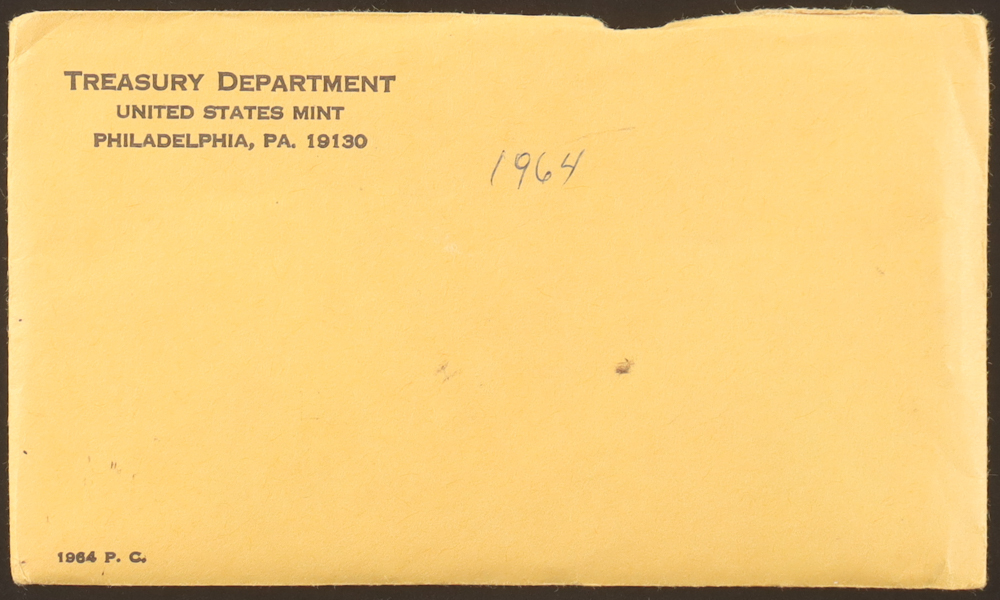 TREASURY DEPARTMENT
UNITED STATES MINT
PHILADELPHIA, PA. 19130
1964
1964 P. C.